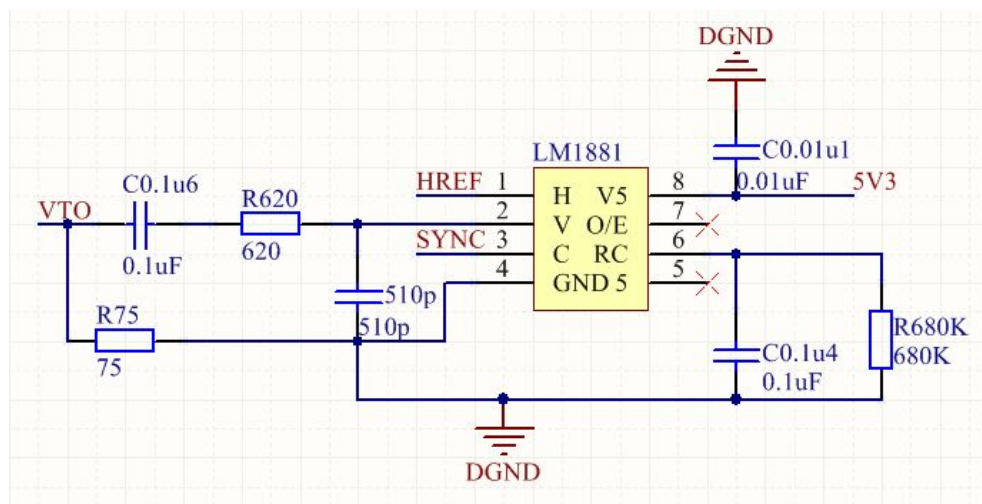 DGND
LM1881
C0.01u1
0.01uF
5V3
C0.1u6
R620
VTO
0.1uF
620
HREF 1
H V5
8
2
V O/E
7
SYNC 3
C RC
6
4
GND 5
5
510p
510p
R75
75
C0.1u4
0.1uF
R680K
680K
DGND